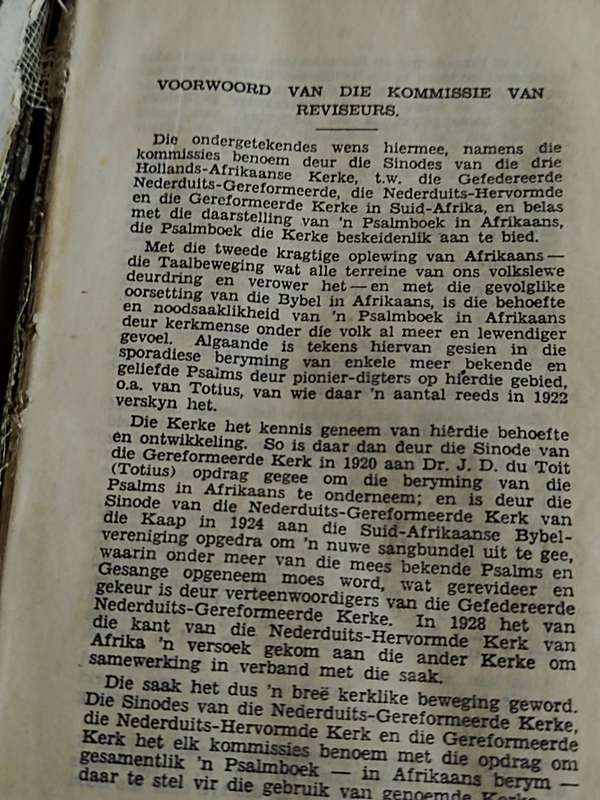 VOORWOORD VAN DIE KOMMISSIE VAN
REVISEURS.
Die ondergetekendes wens hiermee, namens die
kommissies benoem deur die Sinodes van die drie
Hollands-Afrikaanse Kerke, t.w. die Gefedereerde
Nederduits-Gereformeerde, die Nederduits-Hervormde
en die Gereformeerde Kerke in Suid-Afrika, en belas
met die daarstelling van 'n Psalmboek in Afrikaans,
die Psalmboek die Kerke beskeidenlik aan te bied.
Met die tweede kragtige oplewing van Afrikaans—
die Taalbeweging wat alle terreine van ons volkslewe
deurdring en verower het—en met die gevolglike
oorsetting van die Bybel in Afrikaans, is die behoefte
en noodsaaklikheid van 'n Psalmboek in Afrikaans
deur kerkmense onder die volk al meer en lewendiger
gevoel. Algaande is tekens hiervan gesien in die
sporadiese beryming van enkele meer bekende en
geliefde Psalms deur pionier-digters op hierdie gebied,
o.a. van Totius, van wie daar 'n aantal reeds in 1922
verskyn het.
Die Kerke het kennis geneem van hierdie behoefte
en ontwikkeling. So is daar dan deur die Sinode van
die Gereformeerde Kerk in 1920 aan Dr. J. D. du Toit
(Totius) opdrag gegee om die beryming van die
Psalms in Afrikaans te onderneem; en is deur die
Sinode van die Nederduits-Gereformeerde Kerk van
die Kaap in 1924 aan die Suid-Afrikaanse Bybel-
vereniging opgedra om 'n nuwe sangbundel uit te gee,
waarin onder meer van die mees bekende Psalms en
Gesange opgeneem moes word, wat gerevideer en
gekeur is deur verteenwoordigers van die Gefedereerde
Nederduits-Gereformeerde Kerke. In 1928 het van
die kant van die Nederduits-Hervormde Kerk van
Afrika 'n versoek gekom aan die ander Kerke om
samewerking in verband met die saak.
Die saak het dus 'n breë kerklike beweging geword.
Die Sinodes van die Nederduits-Gereformeerde Kerke,
die Nederduits-Hervormde Kerk en die Gereformeerde
Kerk het elk kommissies benoem met die opdrag om
gesamentlik 'n Psalmboek — in Afrikaans berym —
daar te stel vir die gebruik van genoemde